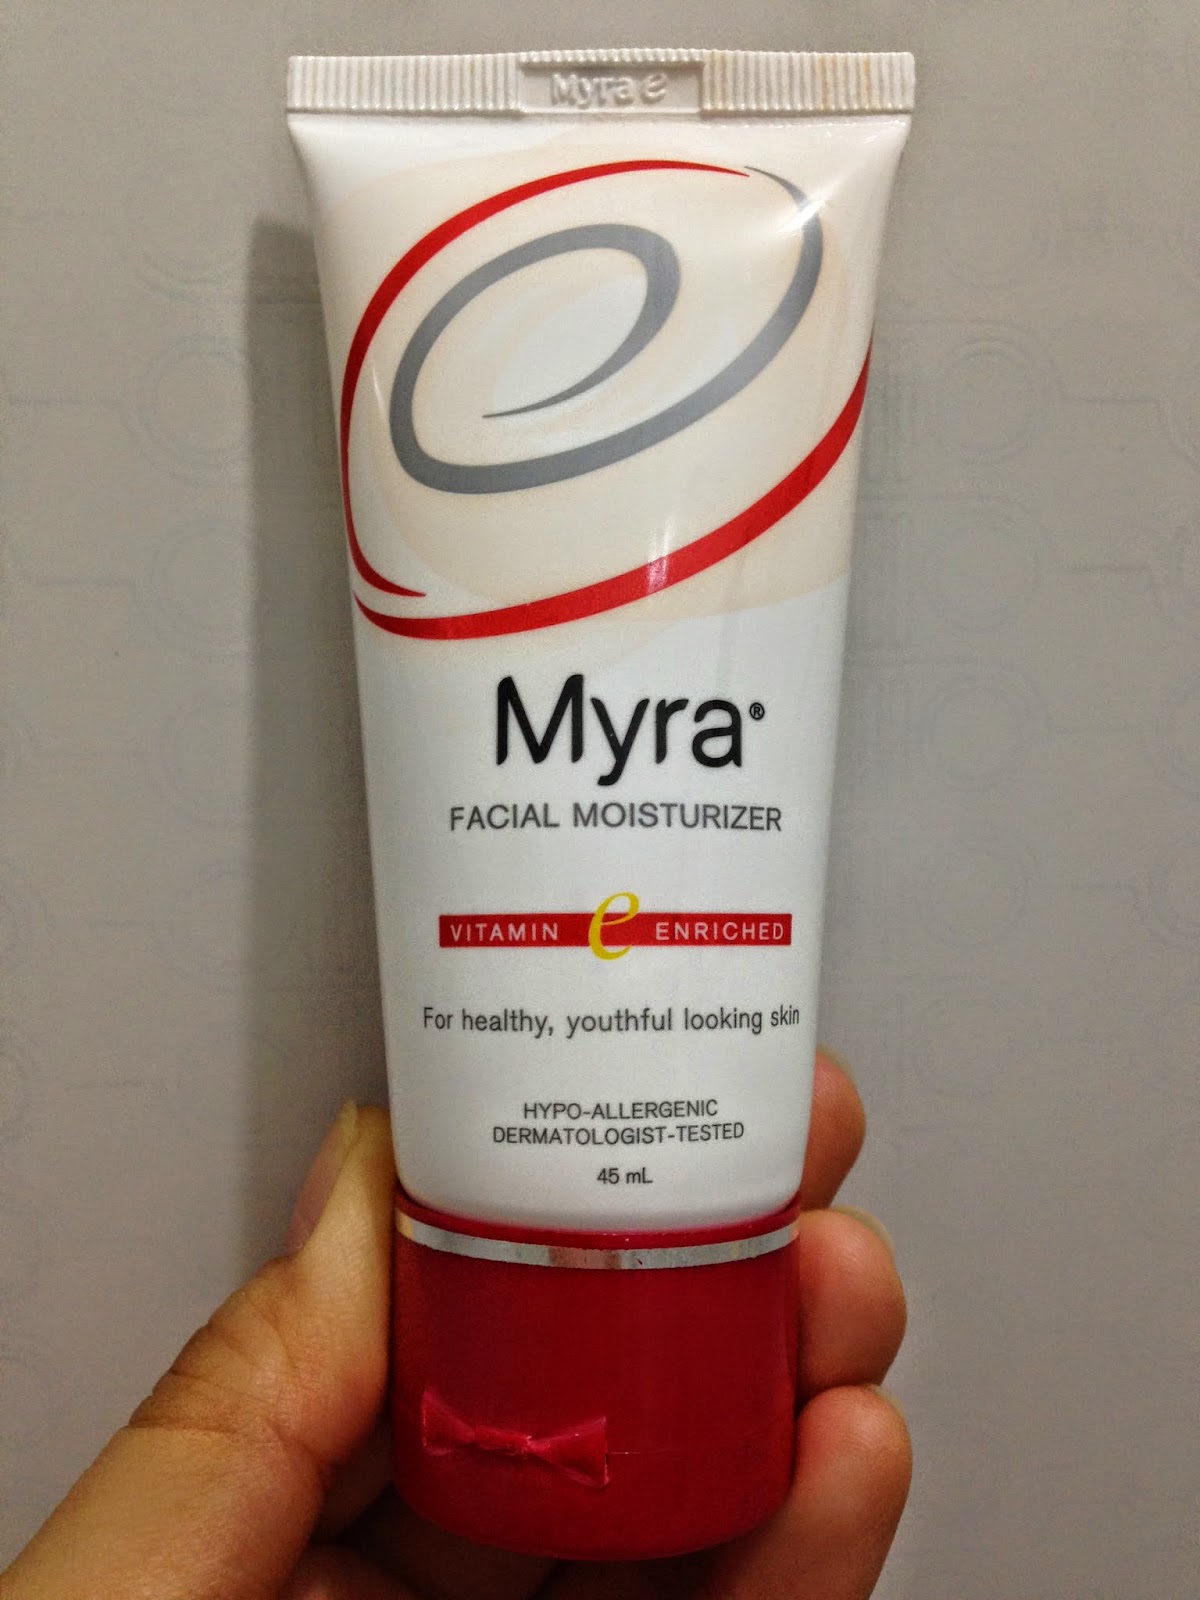 Myra e
Myra®
FACIAL MOISTURIZER
VITAMIN e ENRICHED
For healthy, youthful looking skin
HYPO-ALLERGENIC
DERMATOLOGIST-TESTED
45 mL